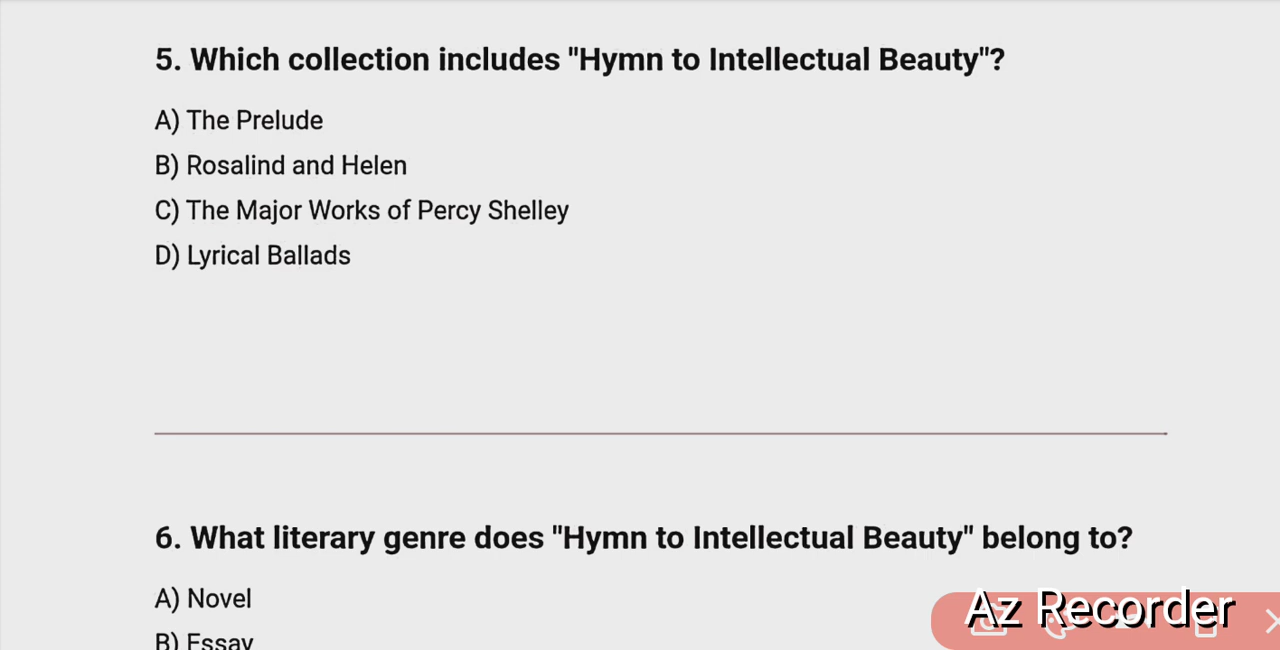 5. Which collection includes "Hymn to Intellectual Beauty"?
A) The Prelude
B) Rosalind and Helen
C) The Major Works of Percy Shelley
D) Lyrical Ballads
6. What literary genre does "Hymn to Intellectual Beauty" belong to?
A) Novel
B) Essay
Az Recorder